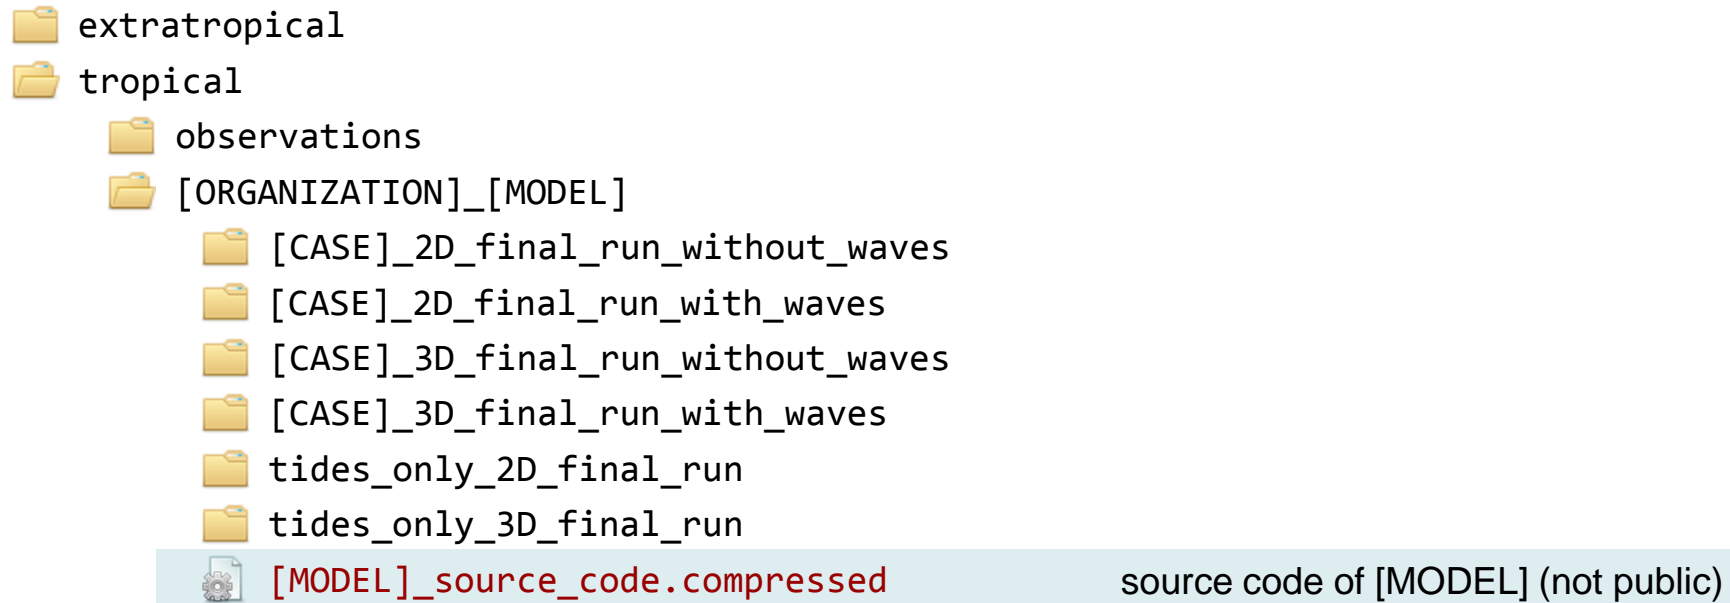 extratropical
tropical
observations
[ORGANIZATION]_[MODEL]
[CASE]_2D_final_run_without_waves
[CASE]_2D_final_run_with_waves
[CASE]_3D_final_run_without_waves
[CASE]_3D_final_run_with_waves
tides_only_2D_final_run
tides_only_3D_final_run
[MODEL]_source_code.compressed source code of [MODEL] (not public)